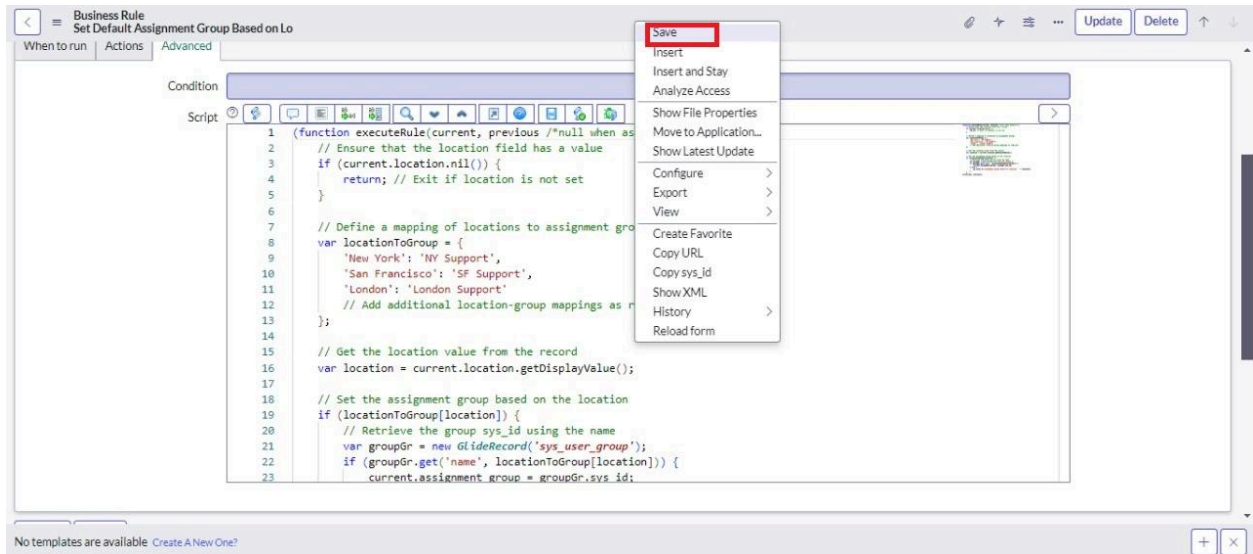 Business Rule
Set Default Assignment Group Based on Lo
Update
Delete
When to run
Actions
Advanced
Condition
Script
1 (function executeRule(current, previous /*null when as
2 // Ensure that the location field has a value
3 if (current.location.nil()) {
4 return; // Exit if location is not set
5 }
6
7 // Define a mapping of locations to assignment gro
8 var locationToGroup = {
9 'New York': 'NY Support',
10 'San Francisco': 'SF Support',
11 'London': 'London Support'
12 // Add additional location-group mappings as r
13 };
14
15 // Get the location value from the record
16 var location = current.location.getDisplayValue();
17
18 // Set the assignment group based on the location
19 if (locationToGroup[location]) {
20 // Retrieve the group sys_id using the name
21 var groupGr = new GlideRecord('sys_user_group');
22 if (groupGr.get('name', locationToGroup[location])) {
23 current.assignment_group = groupGr.sys_id;
Save
Insert
Insert and Stay
Analyze Access
Show File Properties
Move to Application...
Show Latest Update
Configure
Export
View
Create Favorite
Copy URL
Copy sys_id
Show XML
History
Reload form
No templates are available Create A New One?